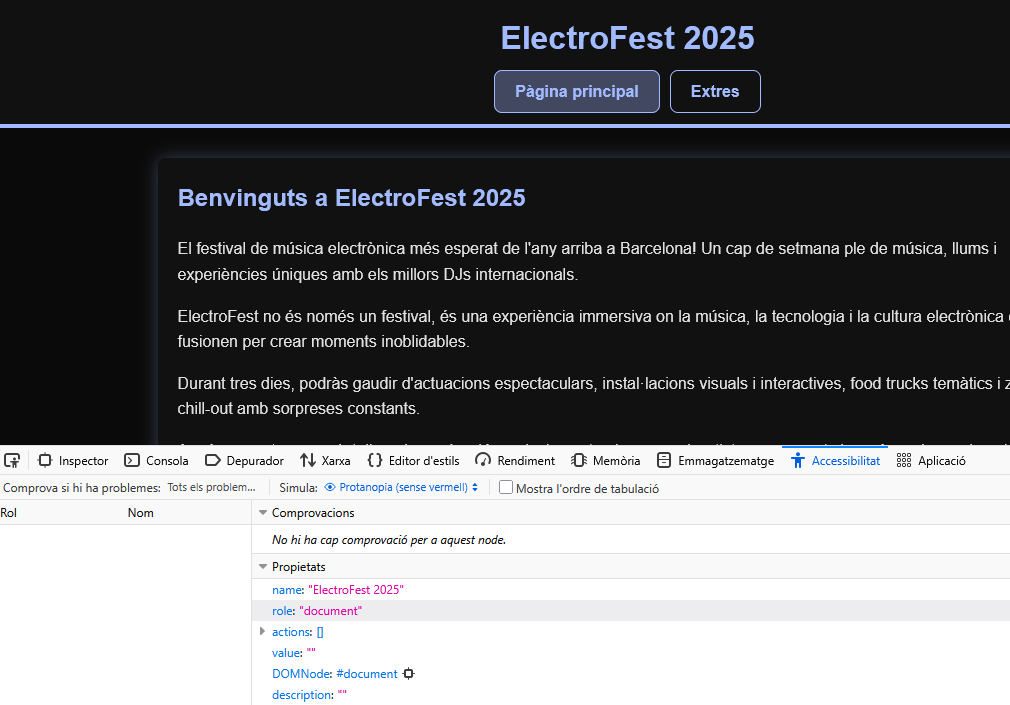 ElectroFest 2025
Pàgina principal
Extres
Benvinguts a ElectroFest 2025
El festival de música electrònica més esperat de l'any arriba a Barcelona! Un cap de setmana ple de música, llums i
experiències úniques amb els millors DJs internacionals.
ElectroFest no és només un festival, és una experiència immersiva on la música, la tecnologia i la cultura electrònica
fusionen per crear moments inoblidables.
Durant tres dies, podràs gaudir d'actuacions espectaculars, instal·lacions visuals i interactives, food trucks temàtics i
chill-out amb sorpreses constants.
Inspector Consola Depurador Xarxa Editor d'estils Rendiment Memòria Emmagatzematge Accessibilitat Aplicació
Comprova si hi ha problemes: Tots els problem... Simula: Protanopia (sense vermell) Mostra l'ordre de tabulació
Rol Nom
Comprovacions
No hi ha cap comprovació per a aquest node.
Propietats
name: "ElectroFest 2025"
role: "document"
actions: []
value: ""
DOMNode: #document
description: ""